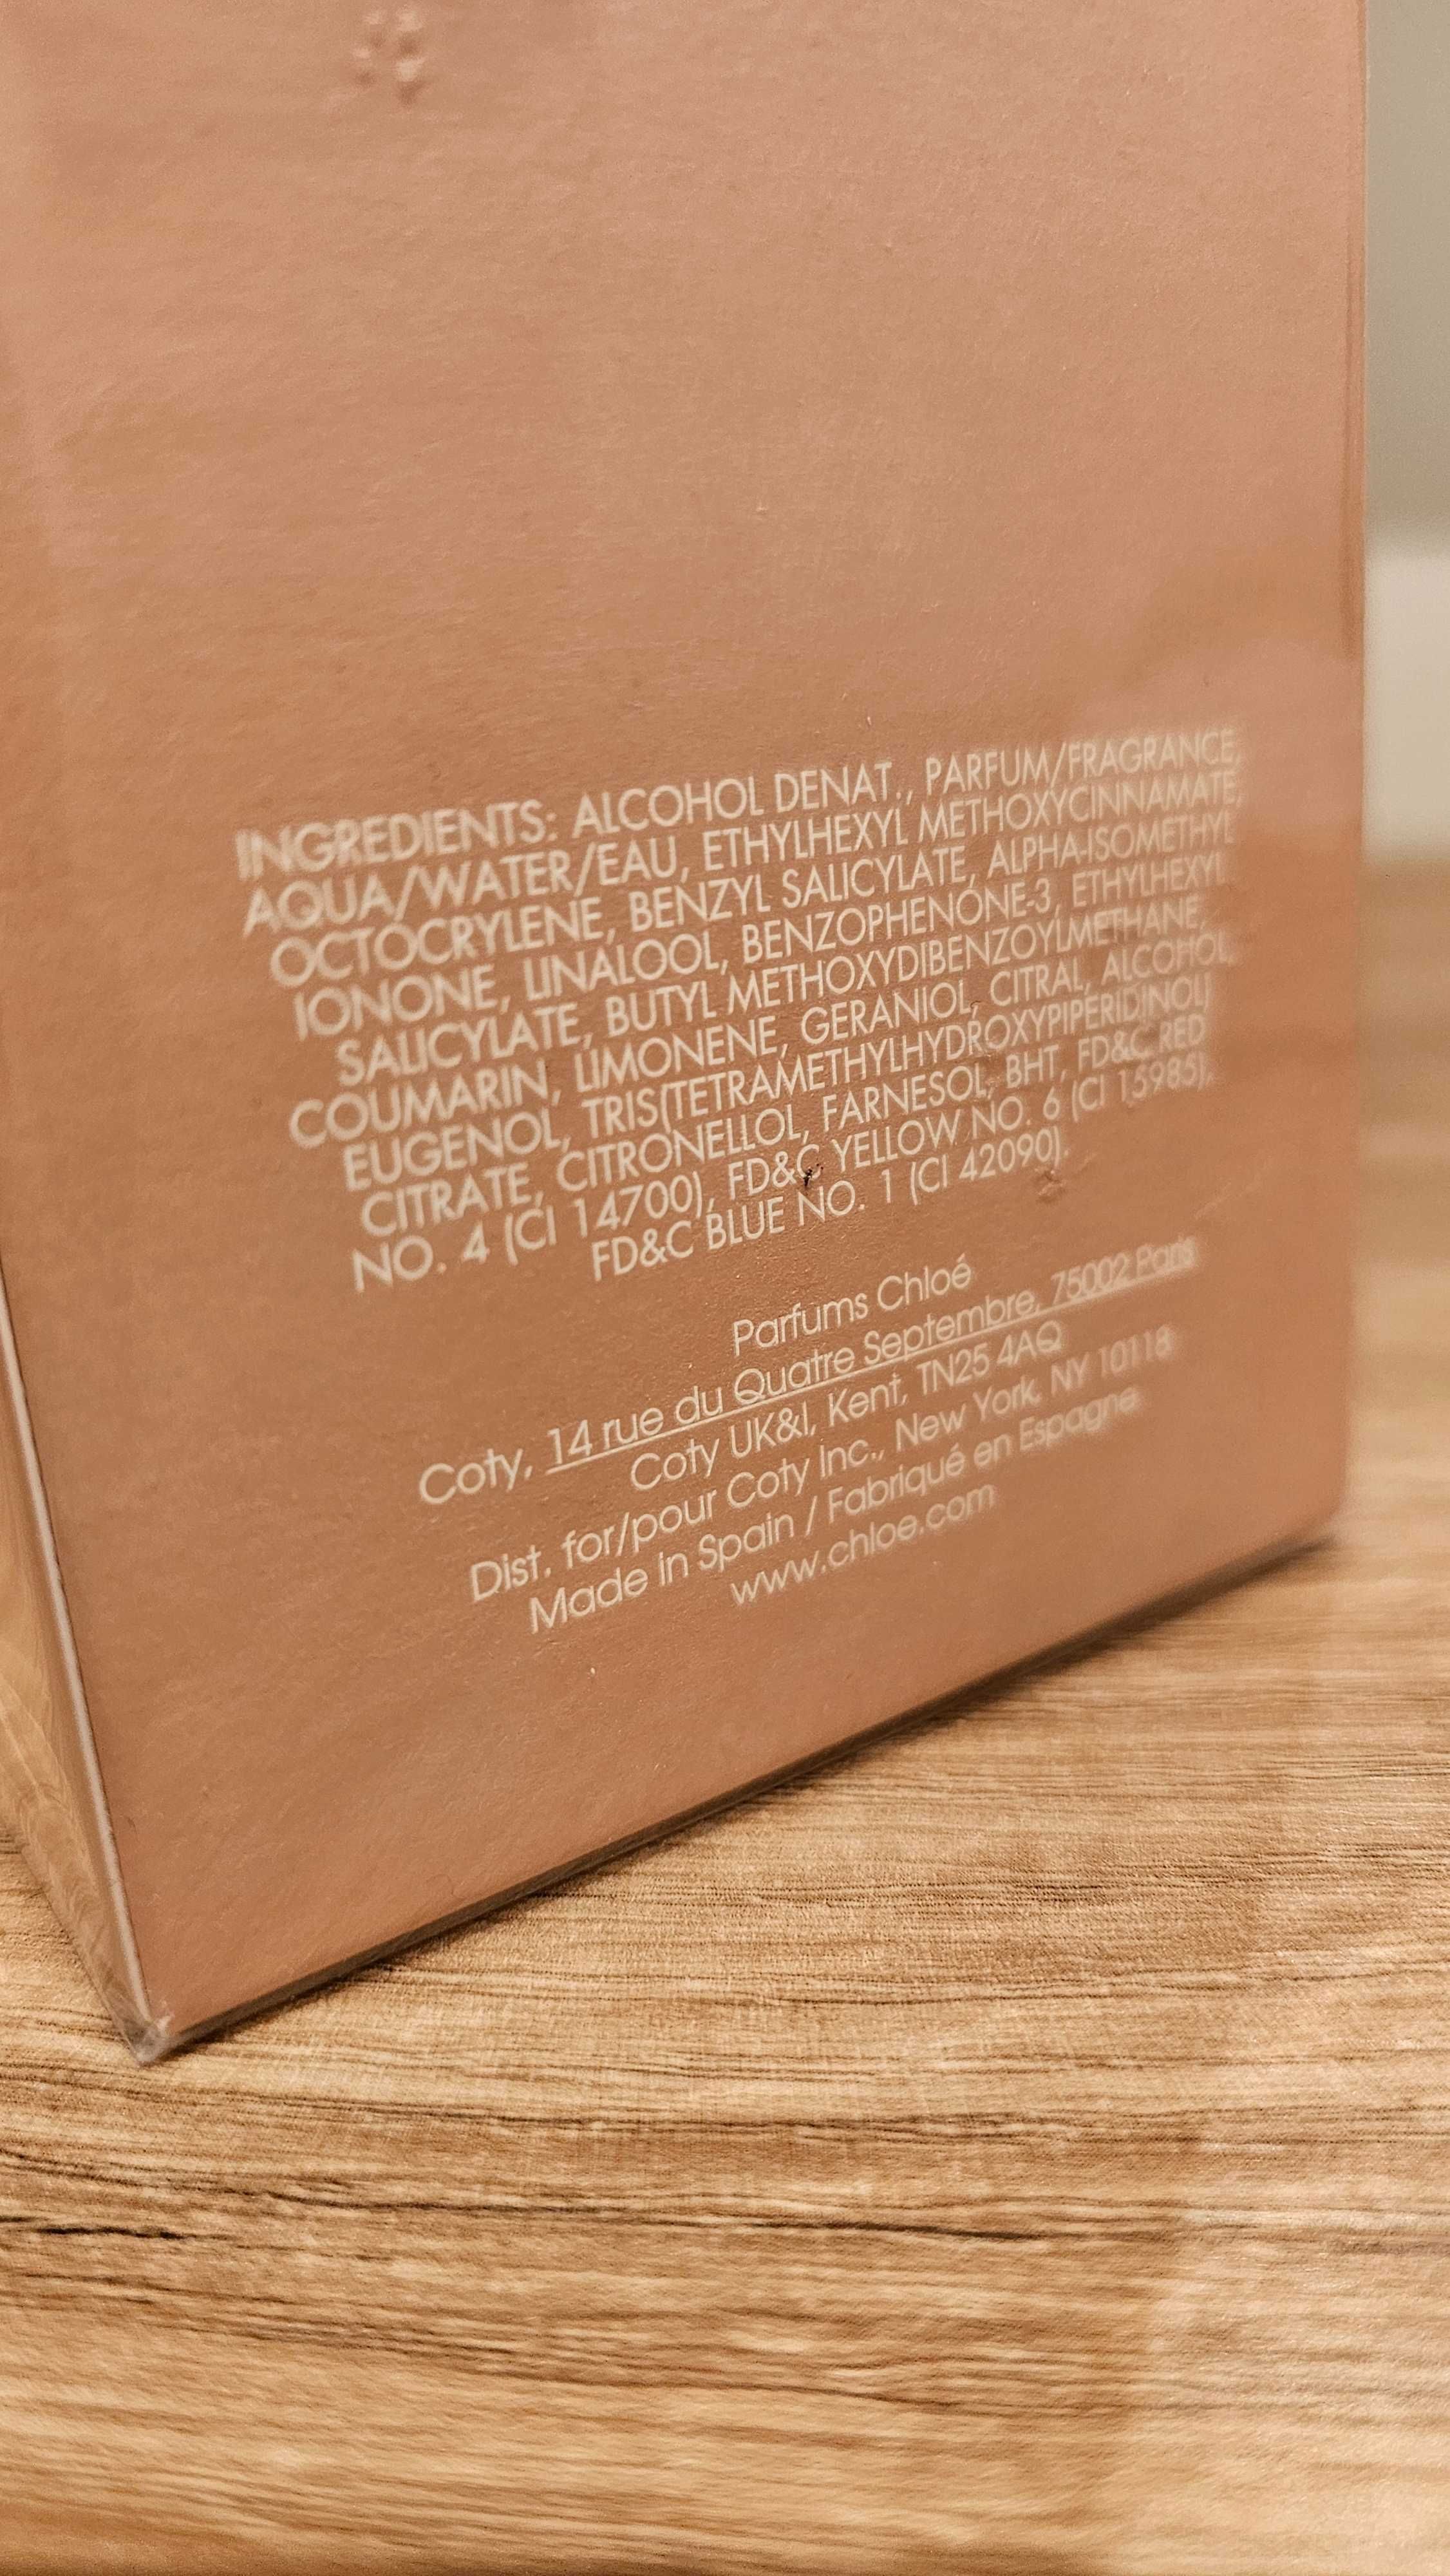 INGREDIENTS: ALCOHOL DENAT., PARFUM/FRAGRANCE,
AQUA/WATER/EAU, ETHYLHEXYL METHOXYCINNAMATE,
OCTOCRYLENE, BENZYL SALICYLATE, ALPHA-ISOMETHYL
IONONE, LINALOOL, BENZOPHENONE-3, ETHYLHEXYL
SALICYLATE, BUTYL METHOXYDIBENZOYLMETHANE,
COUMARIN, LIMONENE, GERANIOL, CITRAL, ALCOHOL,
EUGENOL, TRIS(TETRAMETHYLHYDROXYPIPERIDINOL)
CITRATE, CITRONELLOL, FARNESOL, BHT, FD&C RED
NO. 4 (CI 14700), FD&C YELLOW NO. 6 (CI 15985),
FD&C BLUE NO. 1 (CI 42090).
Parfums Chloé
Coty, 14 rue du Quatre Septembre, 75002 Paris
Coty UK&I, Kent, TN25 4AQ
Dist. for/pour Coty Inc., New York, NY 10118
Made in Spain / Fabriqué en Espagne
www.chloe.com